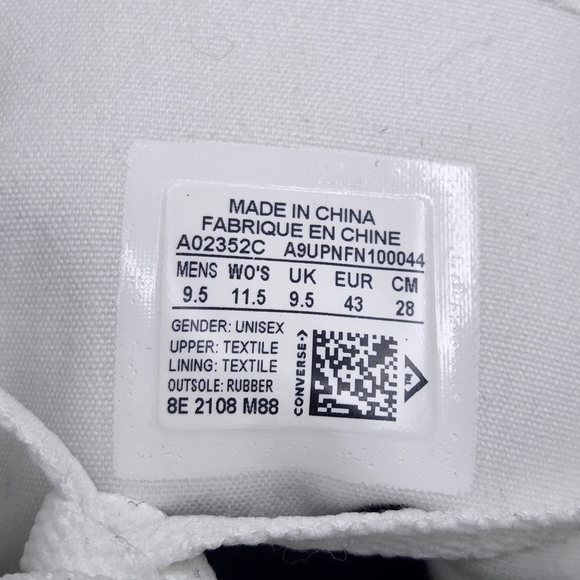 MADE IN CHINA
FABRIQUE EN CHINE
A02352C A9UPNFN100044
MENS WO'S UK EUR CM
9.5 11.5 9.5 43 28
GENDER: UNISEX
UPPER: TEXTILE
LINING: TEXTILE
OUTSOLE: RUBBER
8E 2108 M88
CONVERSE
E